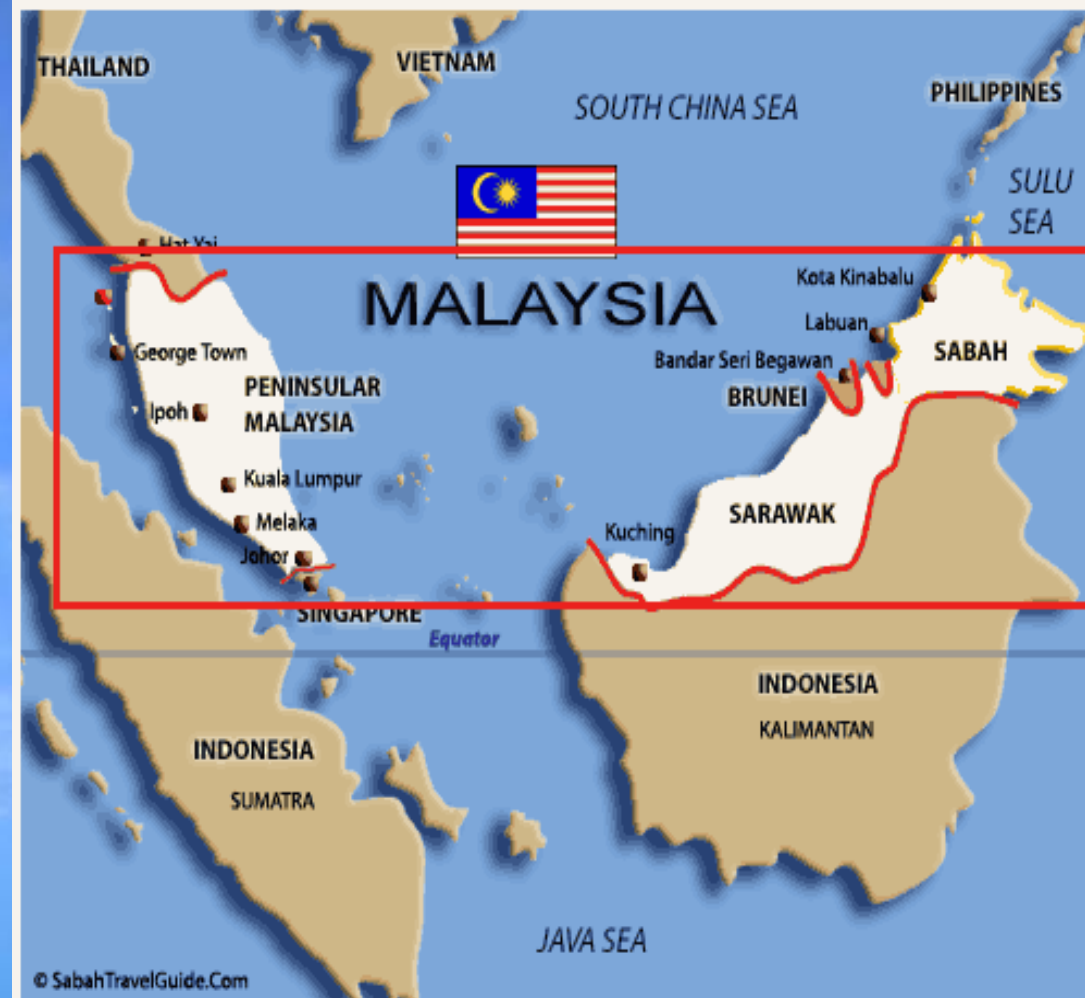 THAILAND
VIETNAM
SOUTH CHINA SEA
PHILIPPINES
SULU
SEA
Hat Yai
MALAYSIA
Kota Kinabalu
Labuan
George Town
Bandar Seri Begawan
SABAH
PENINSULAR
MALAYSIA
BRUNEI
Ipoh
Kuala Lumpur
Melaka
SARAWAK
Kuching
Johor
SINGAPORE
Equator
INDONESIA
KALIMANTAN
INDONESIA
SUMATRA
JAVA SEA
© SabahTravelGuide.Com